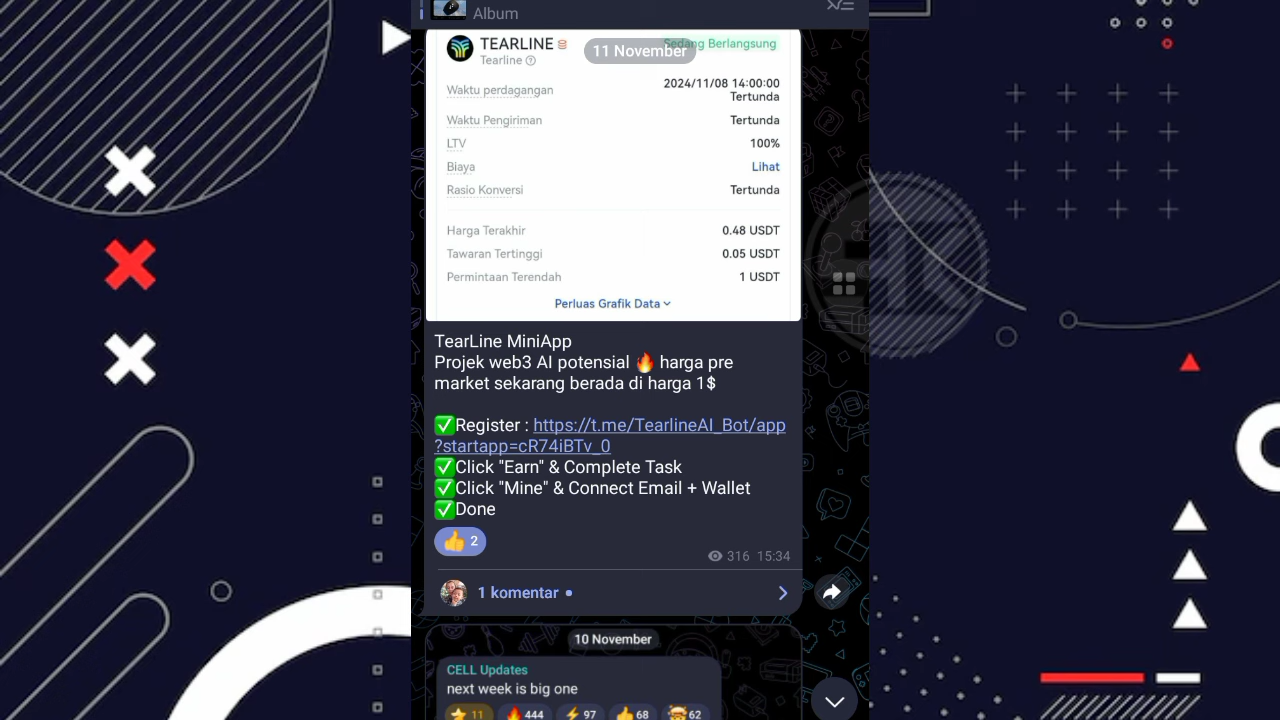 Album
TEARLINE
Tearline
11 November
Sedang Berlangsung
Waktu perdagangan
2024/11/08 14:00:00
Tertunda
Waktu Pengiriman
Tertunda
LTV
100%
Biaya
Lihat
Rasio Konversi
Tertunda
Harga Terakhir
0.48 USDT
Tawaran Tertinggi
0.05 USDT
Permintaan Terendah
1 USDT
Perluas Grafik Data
TearLine MiniApp
Projek web3 AI potensial 🔥 harga pre
market sekarang berada di harga 1$
✅Register : https://t.me/TearlineAI_Bot/app
?startapp=cR74iBTv_0
✅Click "Earn" & Complete Task
✅Click "Mine" & Connect Email + Wallet
✅Done
👍 2
316 15:34
1 komentar
10 November
CELL Updates
next week is big one
11 444 97 68 62